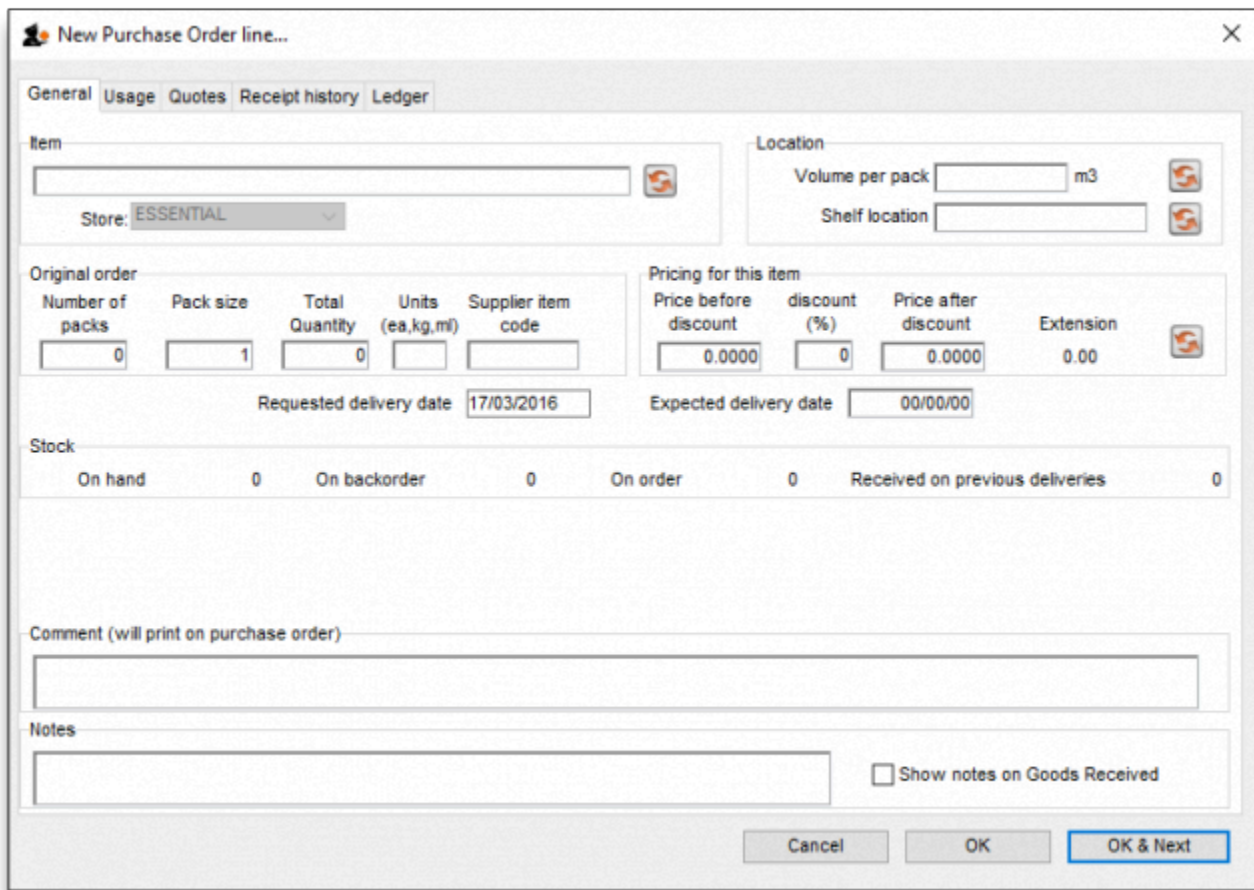 New Purchase Order line...
General Usage Quotes Receipt history Ledger
Item
Store: ESSENTIAL
Location
Volume per pack m3
Shelf location
Original order
Number of packs
Pack size
Total Quantity
Units (ea,kg,ml)
Supplier item code
0 1 0
Pricing for this item
Price before discount
discount (%)
Price after discount
Extension
0.0000 0 0.0000 0.00
Requested delivery date 17/03/2016 Expected delivery date 00/00/00
Stock
On hand 0 On backorder 0 On order 0 Received on previous deliveries 0
Comment (will print on purchase order)
Notes
Show notes on Goods Received
Cancel OK OK & Next